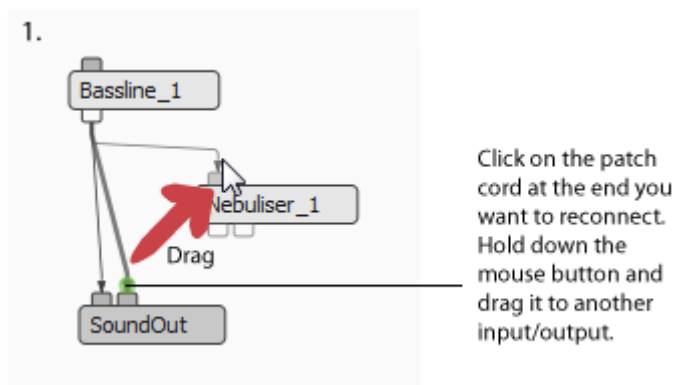 1.
Bassline_1
Nebuliser_1
Drag
SoundOut
Click on the patch
cord at the end you
want to reconnect.
Hold down the
mouse button and
drag it to another
input/output.